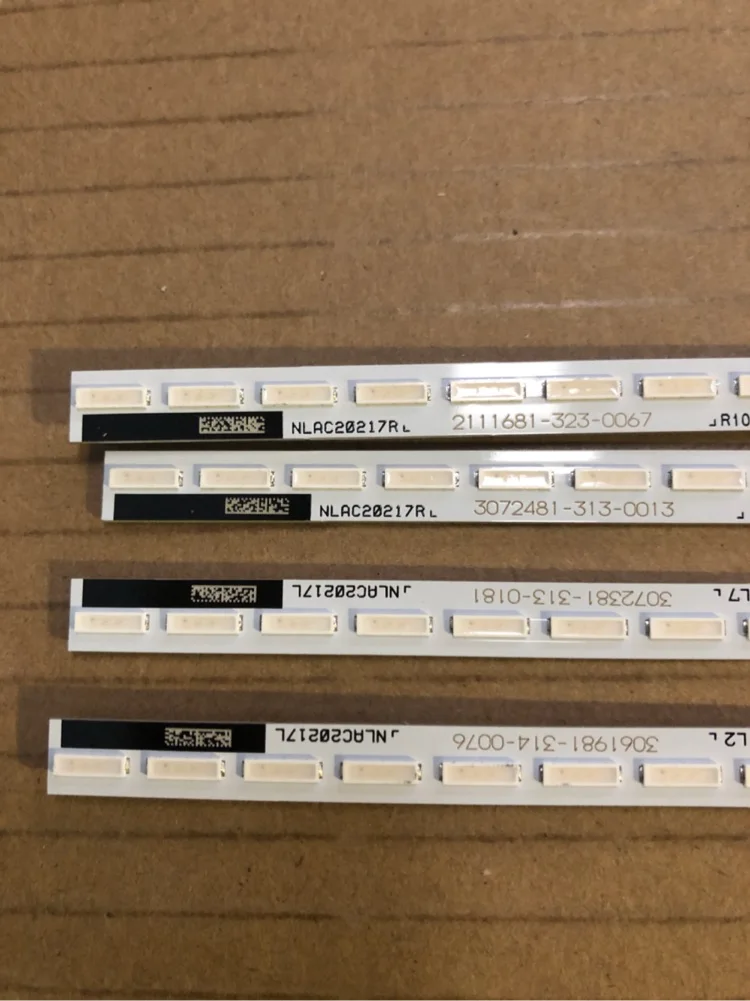 NLAC20217R 2111681-323-0067 R10
NLAC20217R 3072481-313-0013
NLAC20217L 3072381-313-0181 L7
NLAC20217L 3061981-314-0076 L2